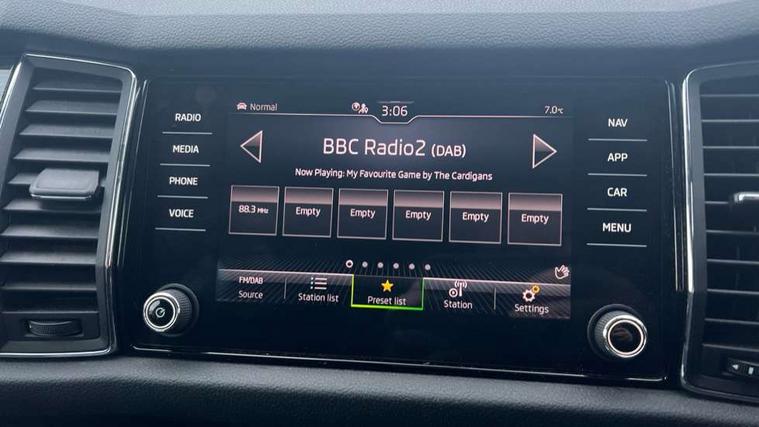 Normal
3:06
7.0°C
RADIO
MEDIA
PHONE
VOICE
BBC Radio2 (DAB)
Now Playing: My Favourite Game by The Cardigans
88.3 MHz
Empty
Empty
Empty
Empty
Empty
FM/DAB
Source
Station list
Preset list
Station
Settings
NAV
APP
CAR
MENU